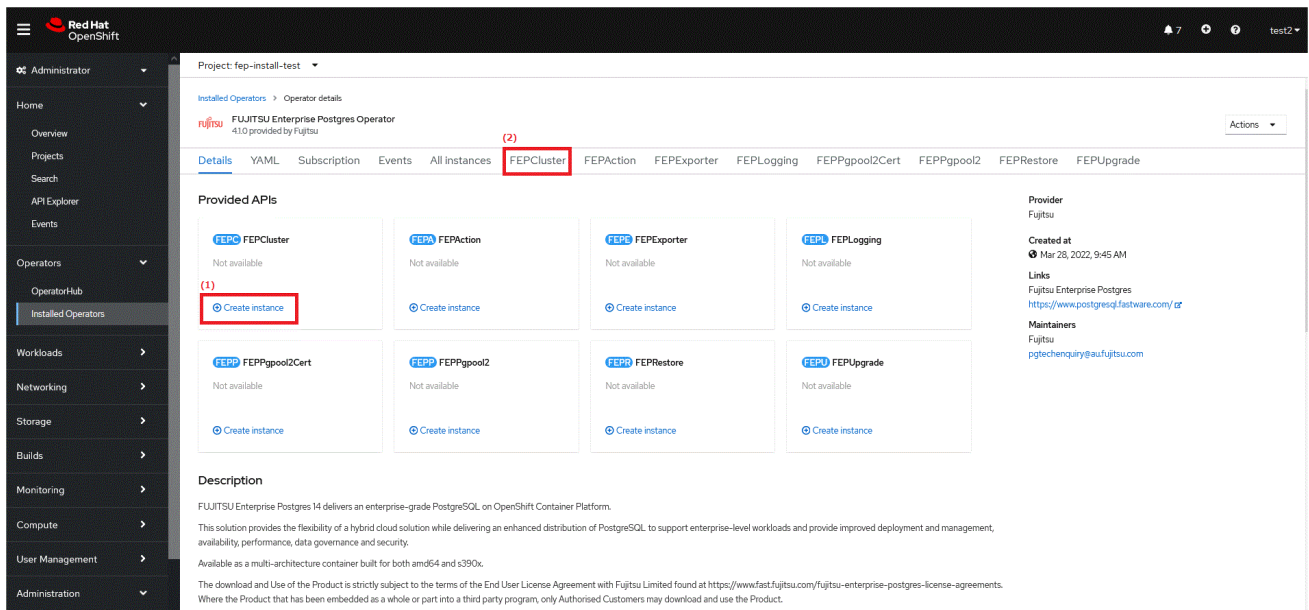 Red Hat
OpenShift
7
test2
Administrator
Home
Overview
Projects
Search
API Explorer
Events
Operators
OperatorHub
Installed Operators
Workloads
Networking
Storage
Builds
Monitoring
Compute
User Management
Administration
Project: fep-install-test
Installed Operators > Operator details
FUJITSU
FUJITSU Enterprise Postgres Operator
4.1.0 provided by Fujitsu
Actions
(2)
Details YAML Subscription Events All instances FEPCluster FEPAction FEPExporter FEPLogging FEPPgpool2Cert FEPPgpool2 FEPRestore FEPUpgrade
Provided APIs
FEPC FEPCluster
Not available
(1)
Create instance
FEPA FEPAction
Not available
Create instance
FEPE FEPExporter
Not available
Create instance
FEPL FEPLogging
Not available
Create instance
FEPP FEPPgpool2Cert
Not available
Create instance
FEPP FEPPgpool2
Not available
Create instance
FEPR FEPRestore
Not available
Create instance
FEPU FEPUpgrade
Not available
Create instance
Provider
Fujitsu
Created at
Mar 28, 2022, 9:45 AM
Links
Fujitsu Enterprise Postgres
https://www.postgresql.fastware.com/
Maintainers
Fujitsu
pgtechenquiry@au.fujitsu.com
Description
FUJITSU Enterprise Postgres 14 delivers an enterprise-grade PostgreSQL on OpenShift Container Platform.
This solution provides the flexibility of a hybrid cloud solution while delivering an enhanced distribution of PostgreSQL to support enterprise-level workloads and provide improved deployment and management,
availability, performance, data governance and security.
Available as a multi-architecture container built for both amd64 and s390x.
The download and Use of the Product is strictly subject to the terms of the End User License Agreement with Fujitsu Limited found at https://www.fast.fujitsu.com/fujitsu-enterprise-postgres-license-agreements.
Where the Product that has been embedded as a whole or part into a third party program, only Authorised Customers may download and use the Product.